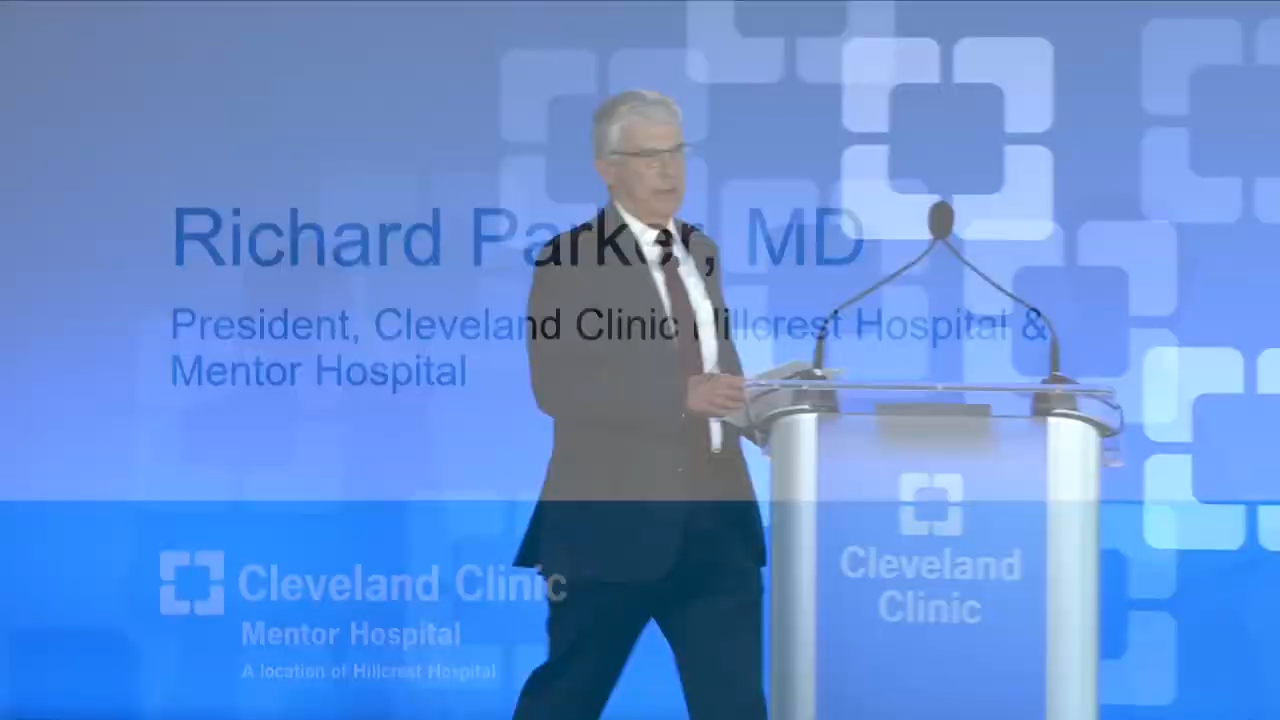 Richard Parker, MD
President, Cleveland Clinic Hillcrest Hospital &
Mentor Hospital
Cleveland Clinic
Mentor Hospital
A location of Hillcrest Hospital
Cleveland
Clinic